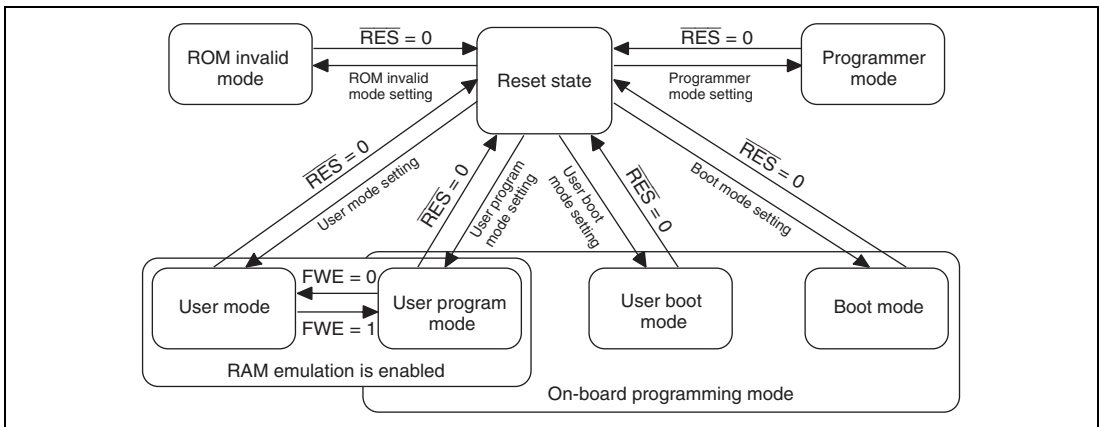 RES = 0
RES = 0
ROM invalid
mode
Reset state
Programmer
mode
ROM invalid
mode setting
Programmer
mode setting
RES = 0
User mode setting
RES = 0
User program
mode setting
User boot
mode setting
RES = 0
Boot mode setting
RES = 0
FWE = 0
User mode
User program
mode
User boot
mode
Boot mode
FWE = 1
RAM emulation is enabled
On-board programming mode